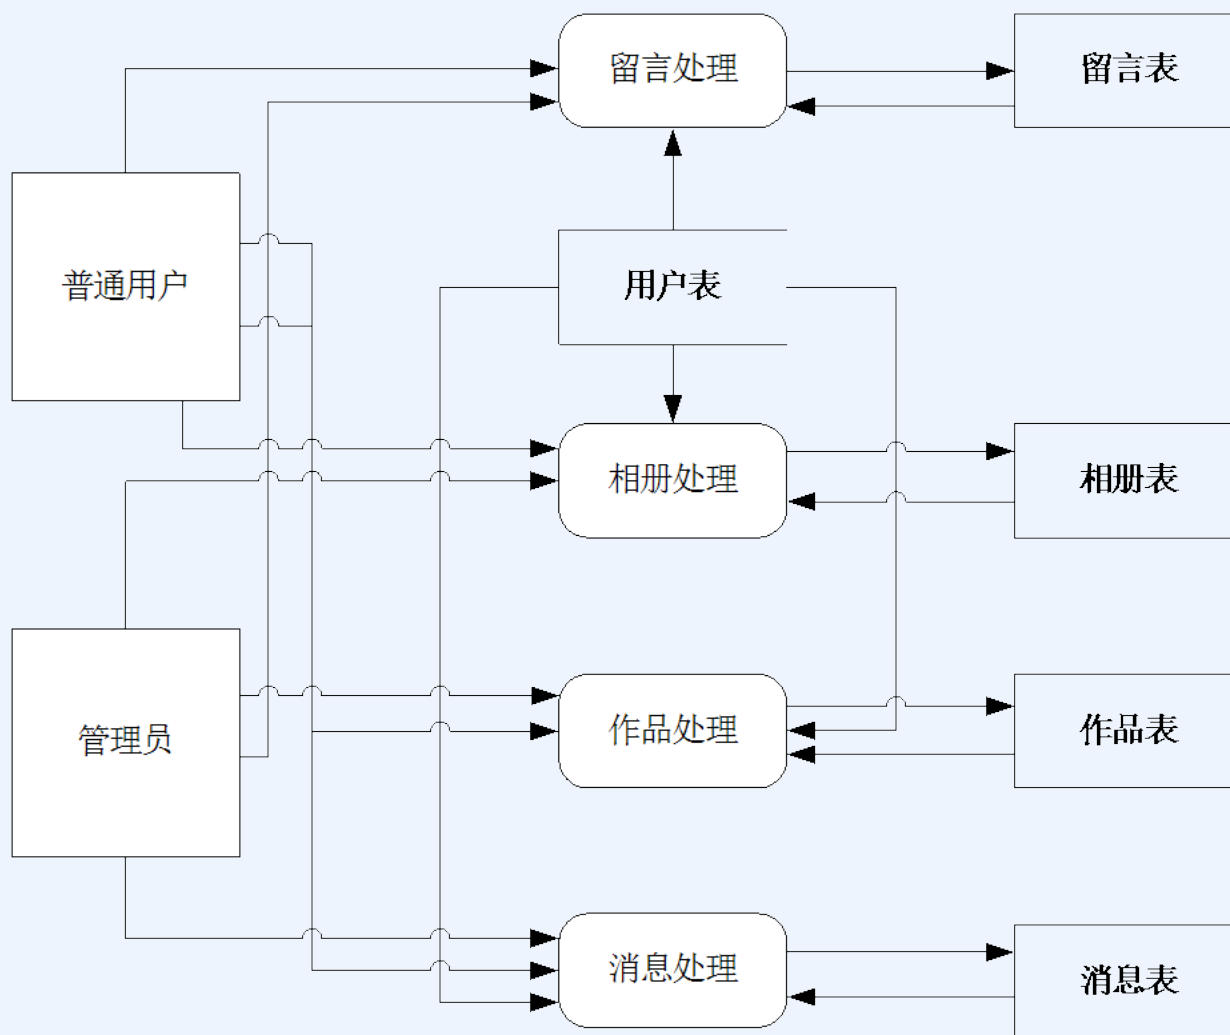 留言处理
留言表
普通用户
用户表
相册处理
相册表
管理员
作品处理
作品表
消息处理
消息表